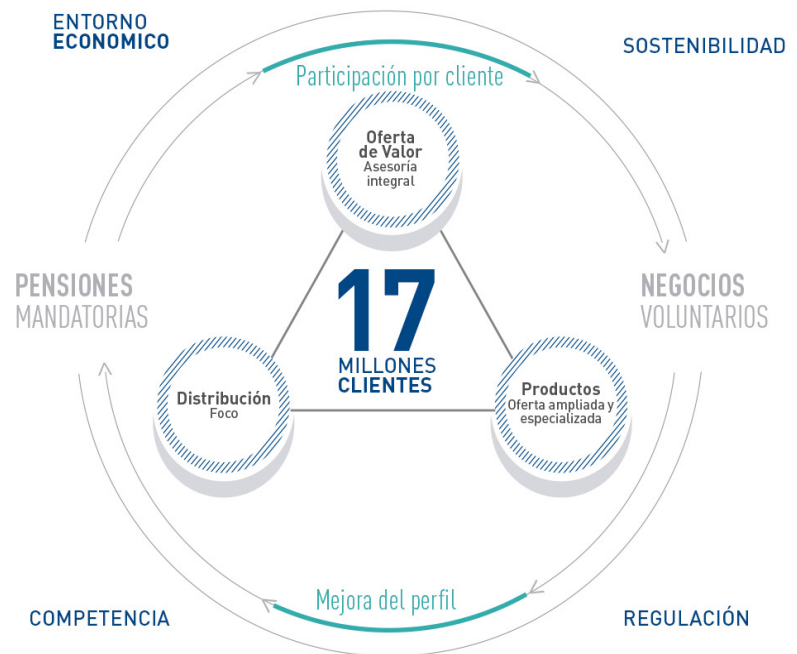 ENTORNO
ECONOMICO
SOSTENIBILIDAD
Participación por cliente
Oferta
de Valor
Asesoría
integral
PENSIONES
MANDATORIAS
17
MILLONES
CLIENTES
NEGOCIOS
VOLUNTARIOS
Distribución
Foco
Productos
Oferta ampliada y
especializada
Mejora del perfil
COMPETENCIA
REGULACIÓN